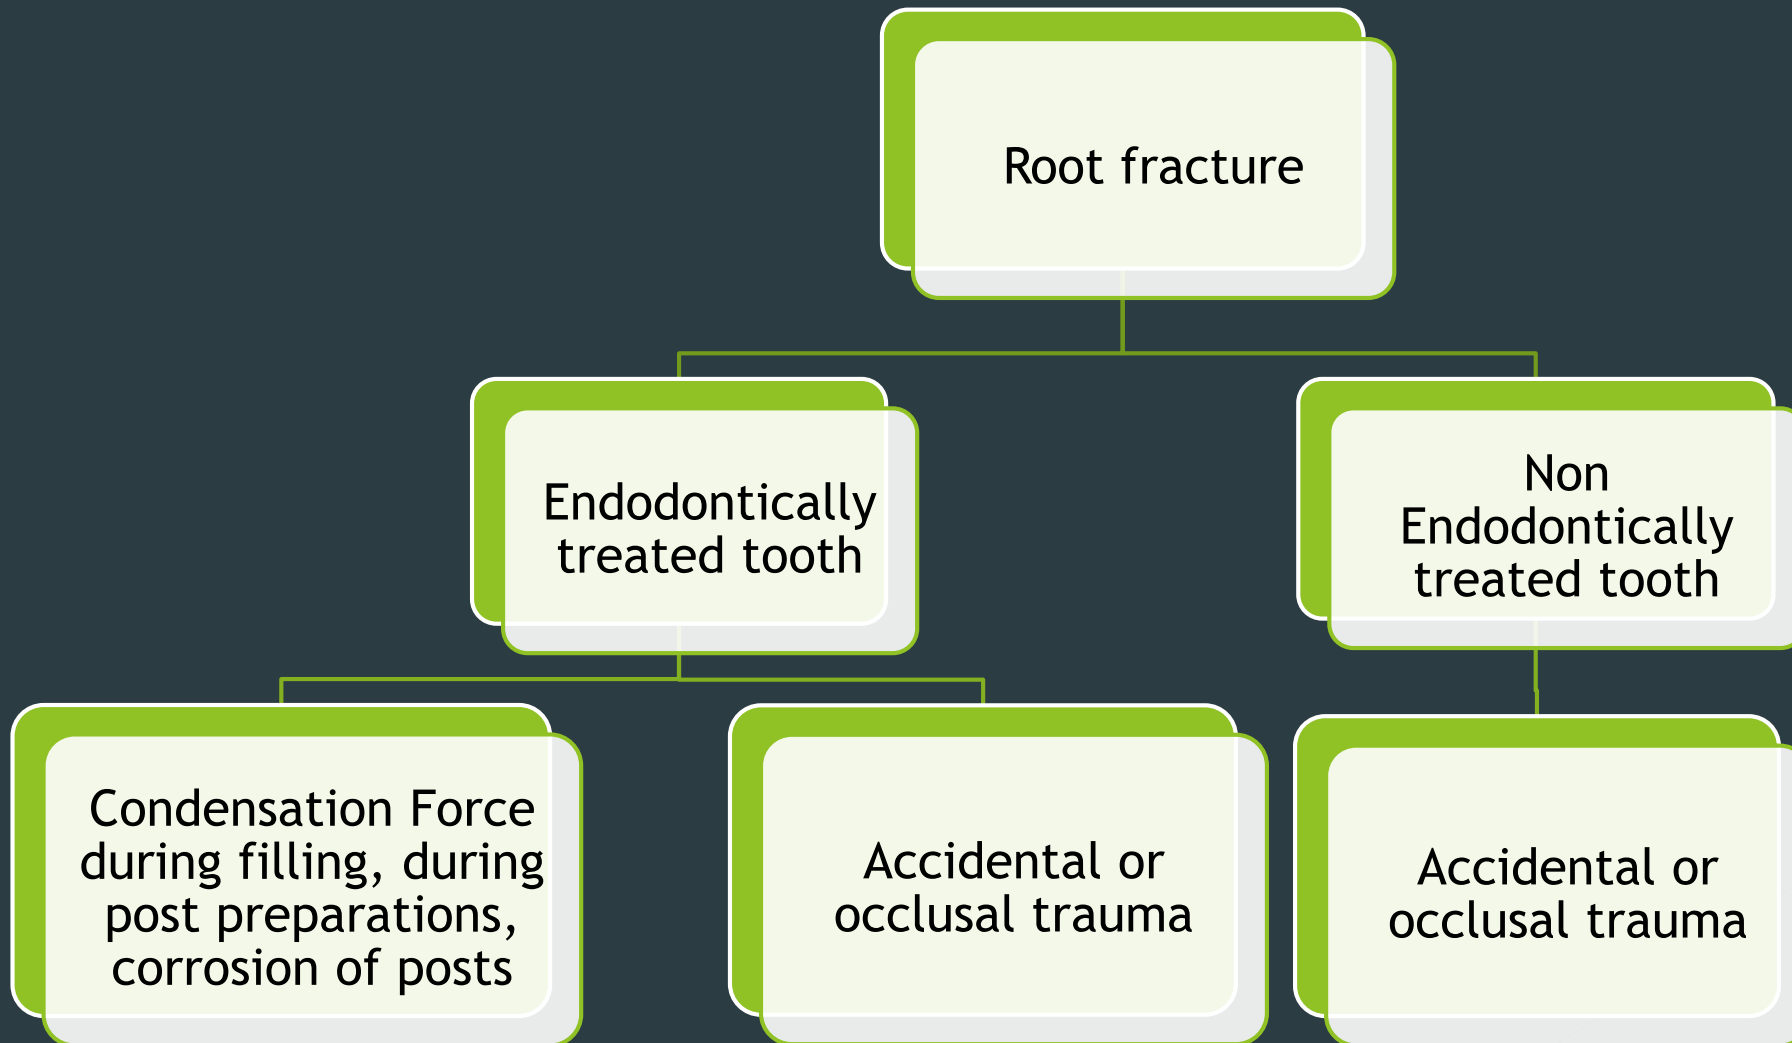 Root fracture
Endodontically
treated tooth
Non
Endodontically
treated tooth
Condensation Force
during filling, during
post preparations,
corrosion of posts
Accidental or
occlusal trauma
Accidental or
occlusal trauma